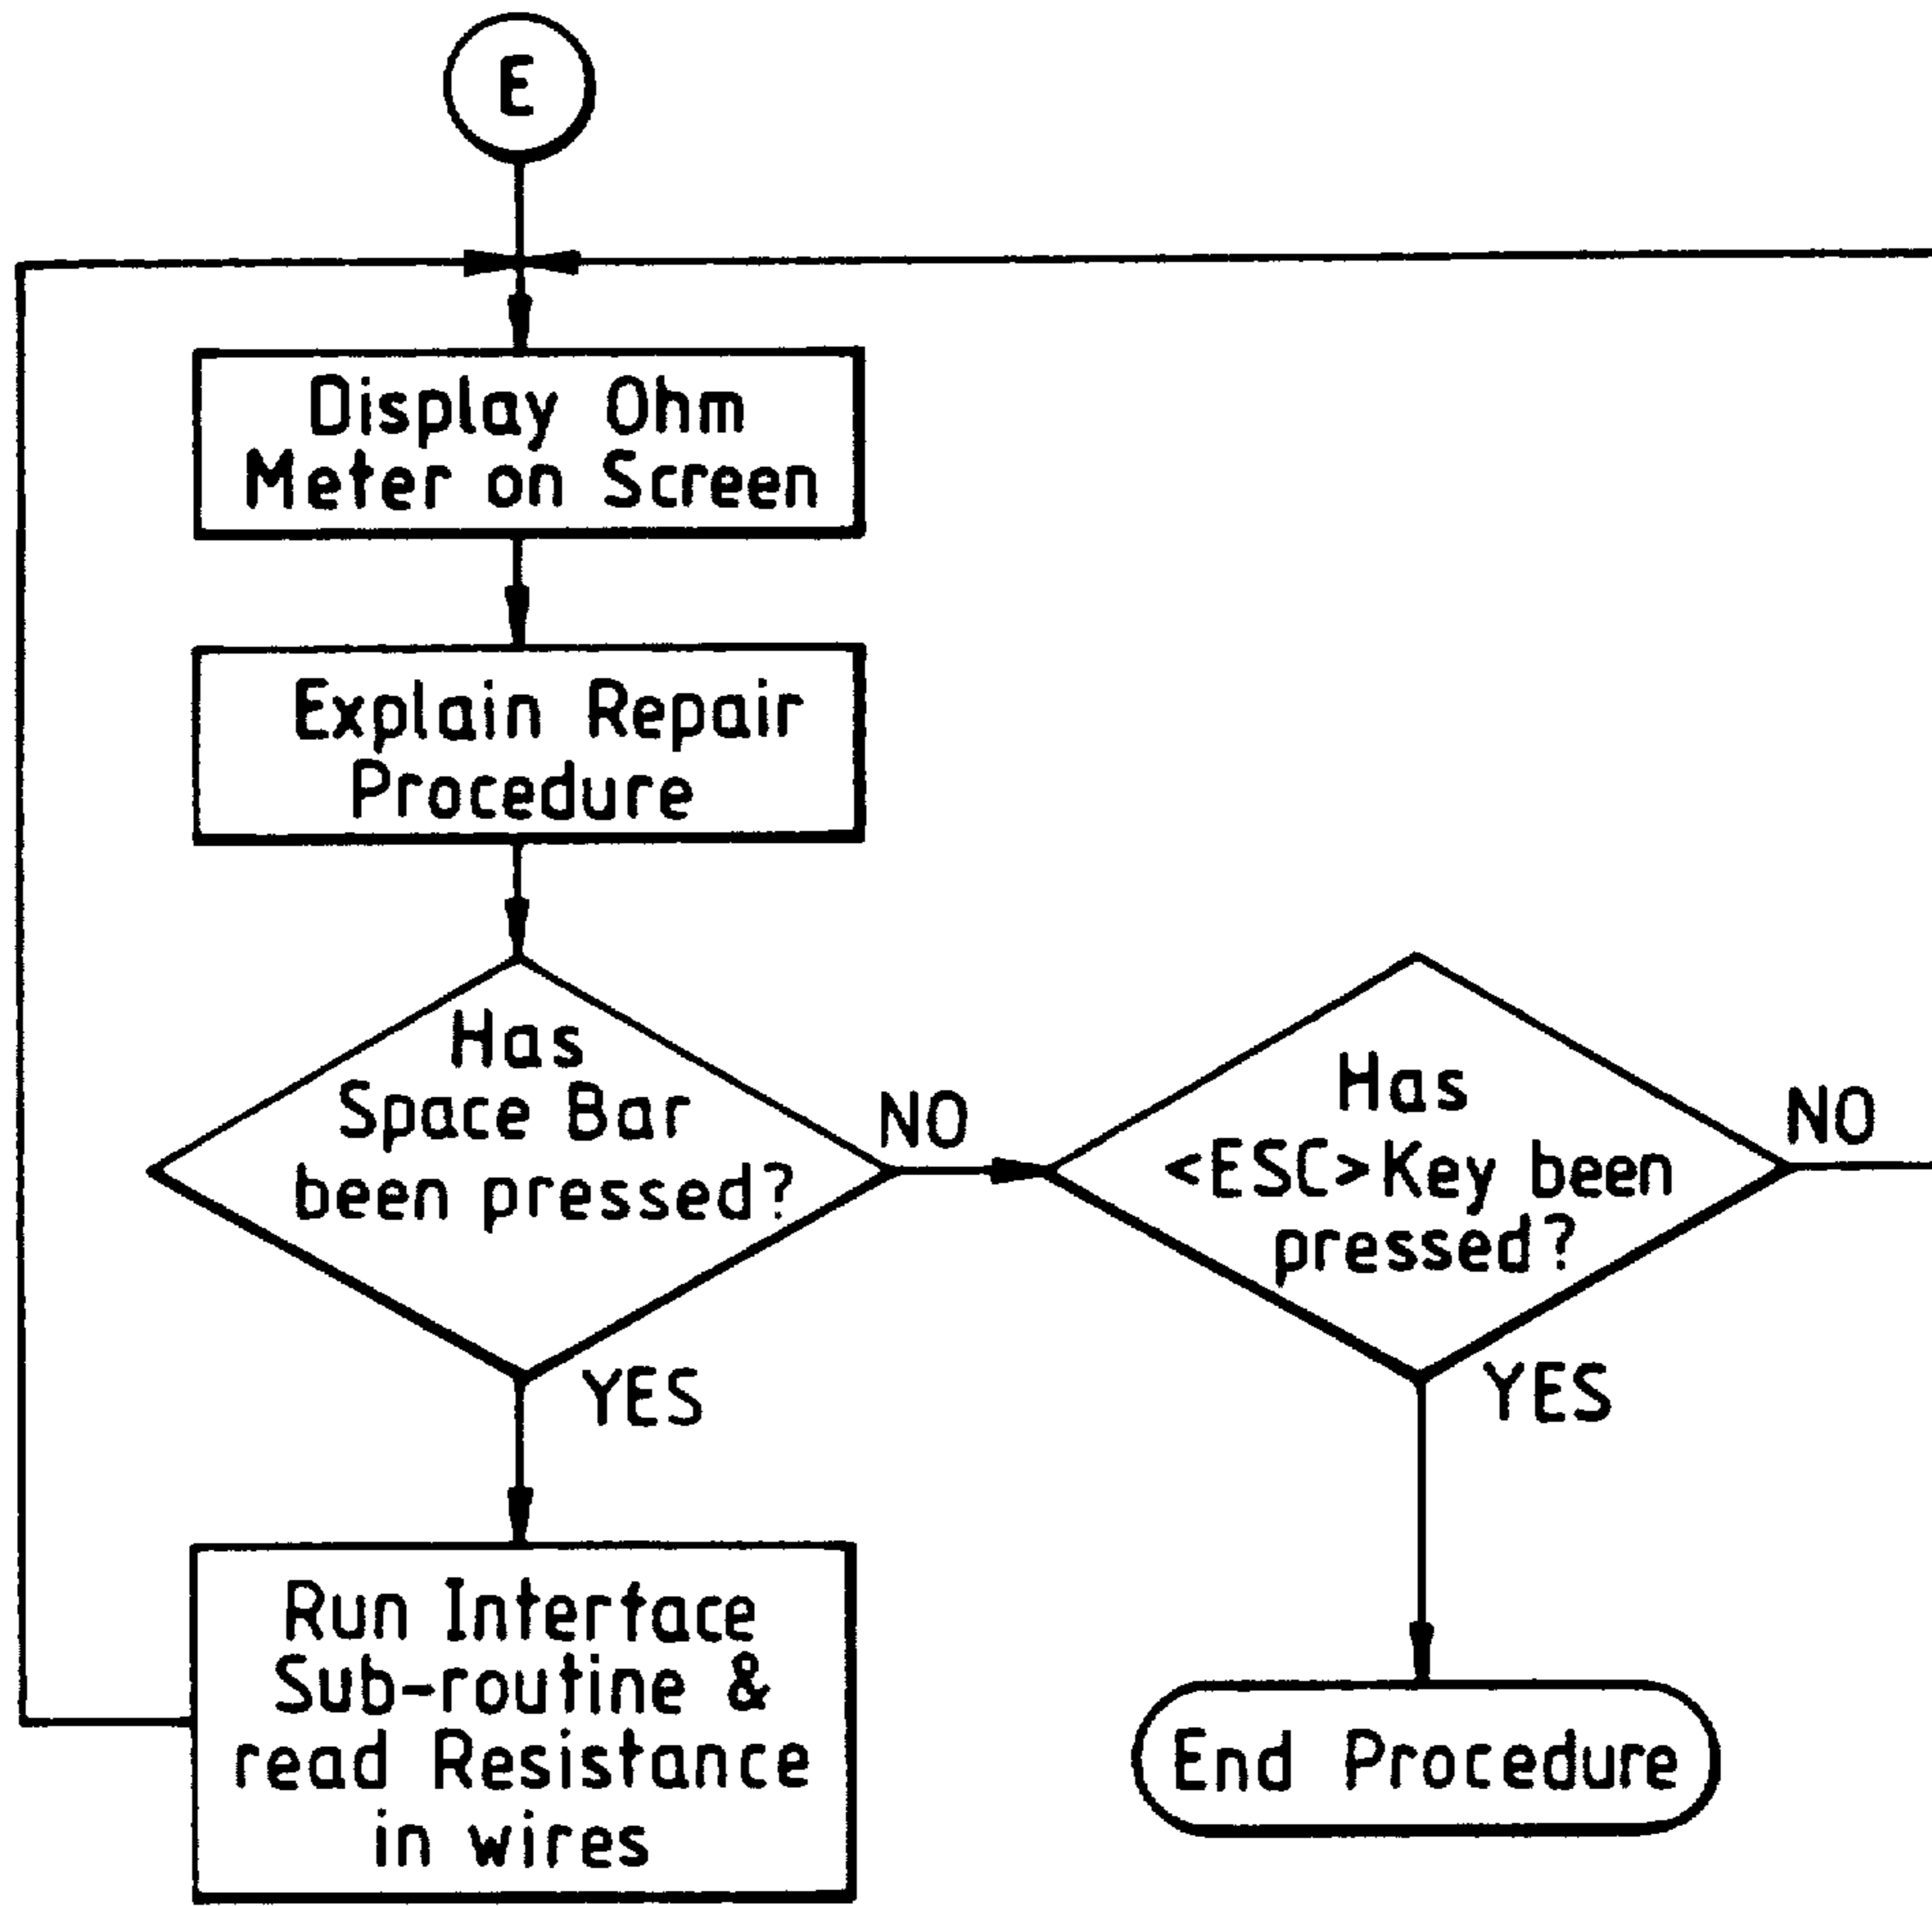 E
Display Ohm
Meter on Screen
Explain Repair
Procedure
Has
Space Bar
been pressed?
NO
YES
Has
<ESC>Key been
pressed?
NO
YES
Run Interface
Sub-routine &
read Resistance
in wires
End Procedure